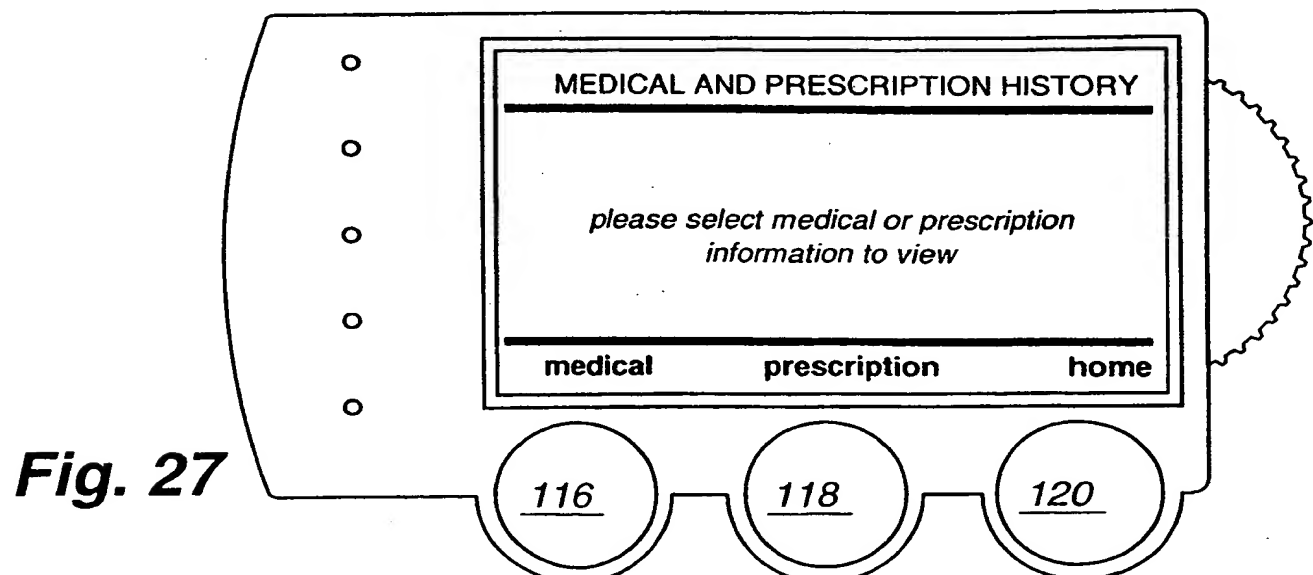 MEDICAL AND PRESCRIPTION HISTORY
please select medical or prescription
information to view
medical prescription home
Fig. 27
116 118 120